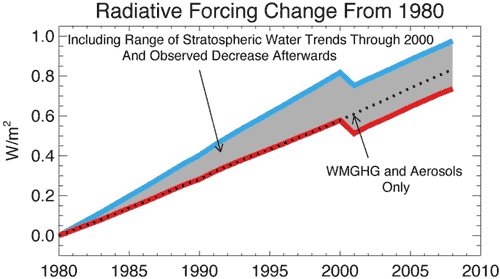 Radiative Forcing Change From 1980
Including Range of Stratospheric Water Trends Through 2000
And Observed Decrease Afterwards
WMGHG and Aerosols
Only
W/m²
1.0
0.8
0.6
0.4
0.2
0.0
1980 1985 1990 1995 2000 2005 2010